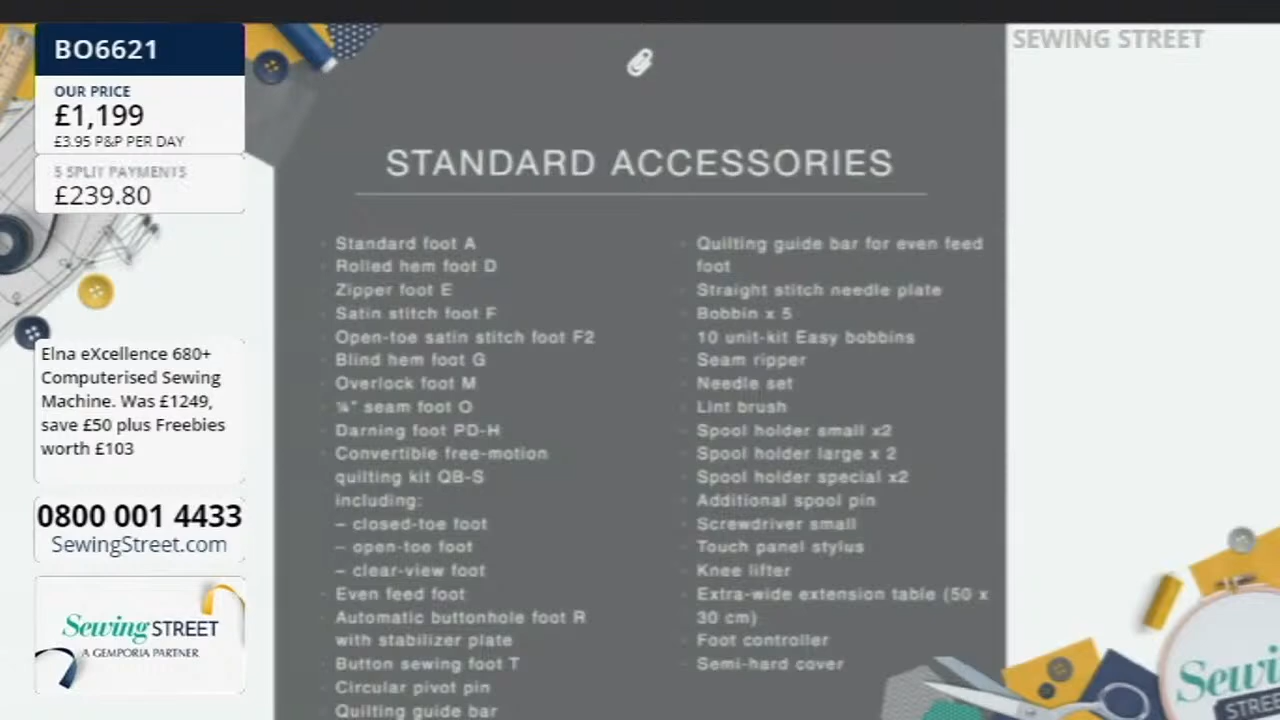 BO6621
OUR PRICE
£1,199
£3.95 P&P PER DAY
5 SPLIT PAYMENTS
£239.80
Elna eXcellence 680+
Computerised Sewing
Machine. Was £1249,
save £50 plus Freebies
worth £103
0800 001 4433
SewingStreet.com
Sewing STREET
A GEMPORIA PARTNER
STANDARD ACCESSORIES
Standard foot A
Rolled hem foot D
Zipper foot E
Satin stitch foot F
Open-toe satin stitch foot F2
Blind hem foot G
Overlock foot M
¼" seam foot O
Darning foot PD-H
Convertible free-motion
quilting kit QB-S
including:
– closed-toe foot
– open-toe foot
– clear-view foot
Even feed foot
Automatic buttonhole foot R
with stabilizer plate
Button sewing foot T
Circular pivot pin
Quilting guide bar
Quilting guide bar for even feed
foot
Straight stitch needle plate
Bobbin x 5
10 unit-kit Easy bobbins
Seam ripper
Needle set
Lint brush
Spool holder small x2
Spool holder large x 2
Spool holder special x2
Additional spool pin
Screwdriver small
Touch panel stylus
Knee lifter
Extra-wide extension table (50 x
30 cm)
Foot controller
Semi-hard cover
SEWING STREET
Sewi
STREE